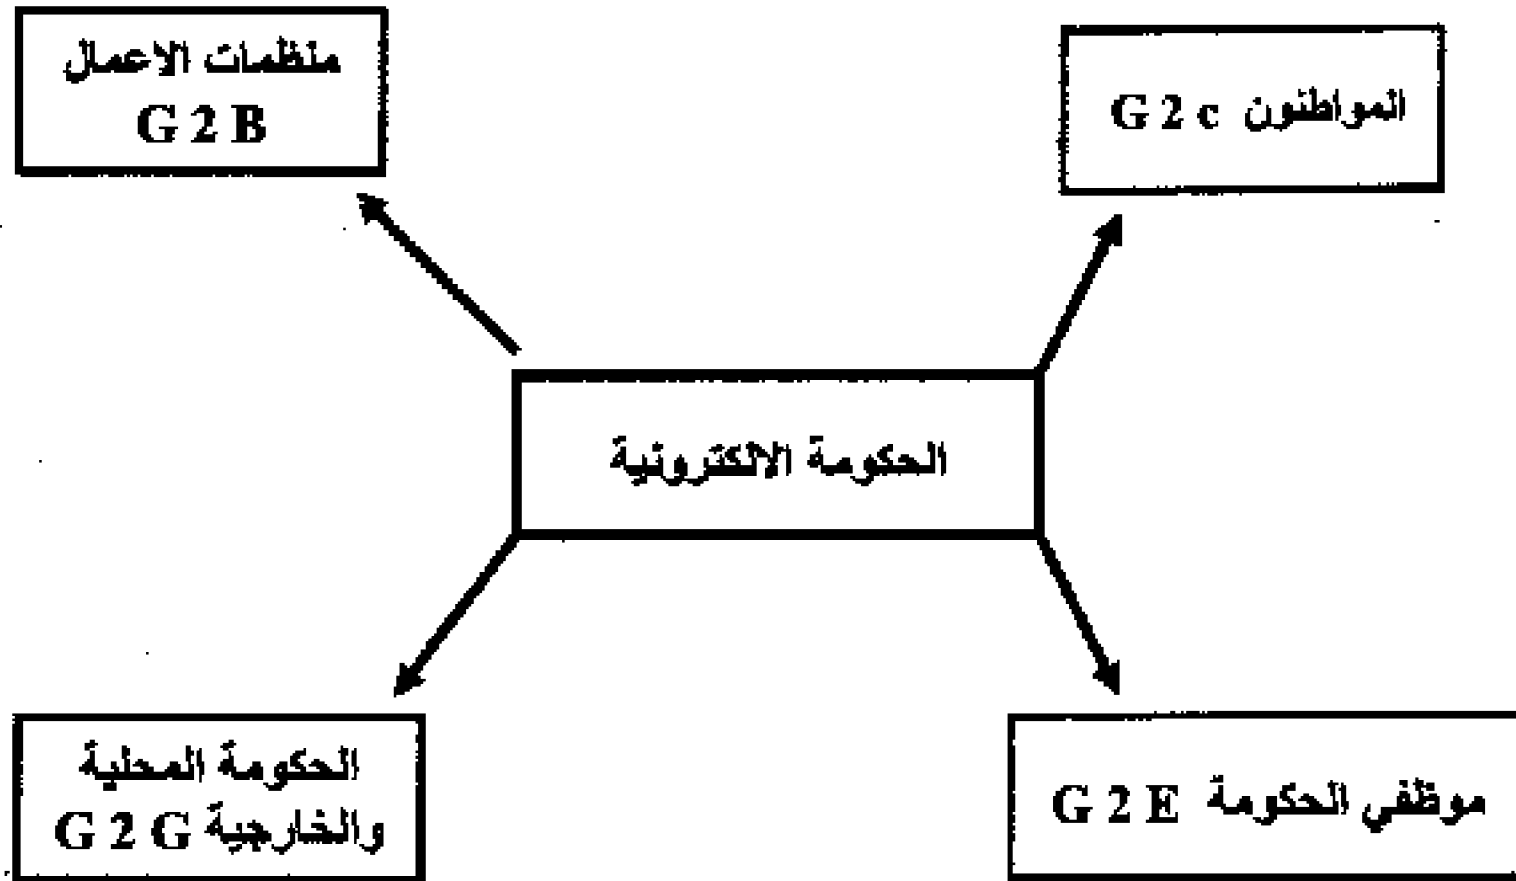 المواطنون G 2 c
منظمات الاعمال
G 2 B
الحكومة الالكترونية
موظفي الحكومة G 2 E
الحكومة المحلية
والخارجية G 2 G